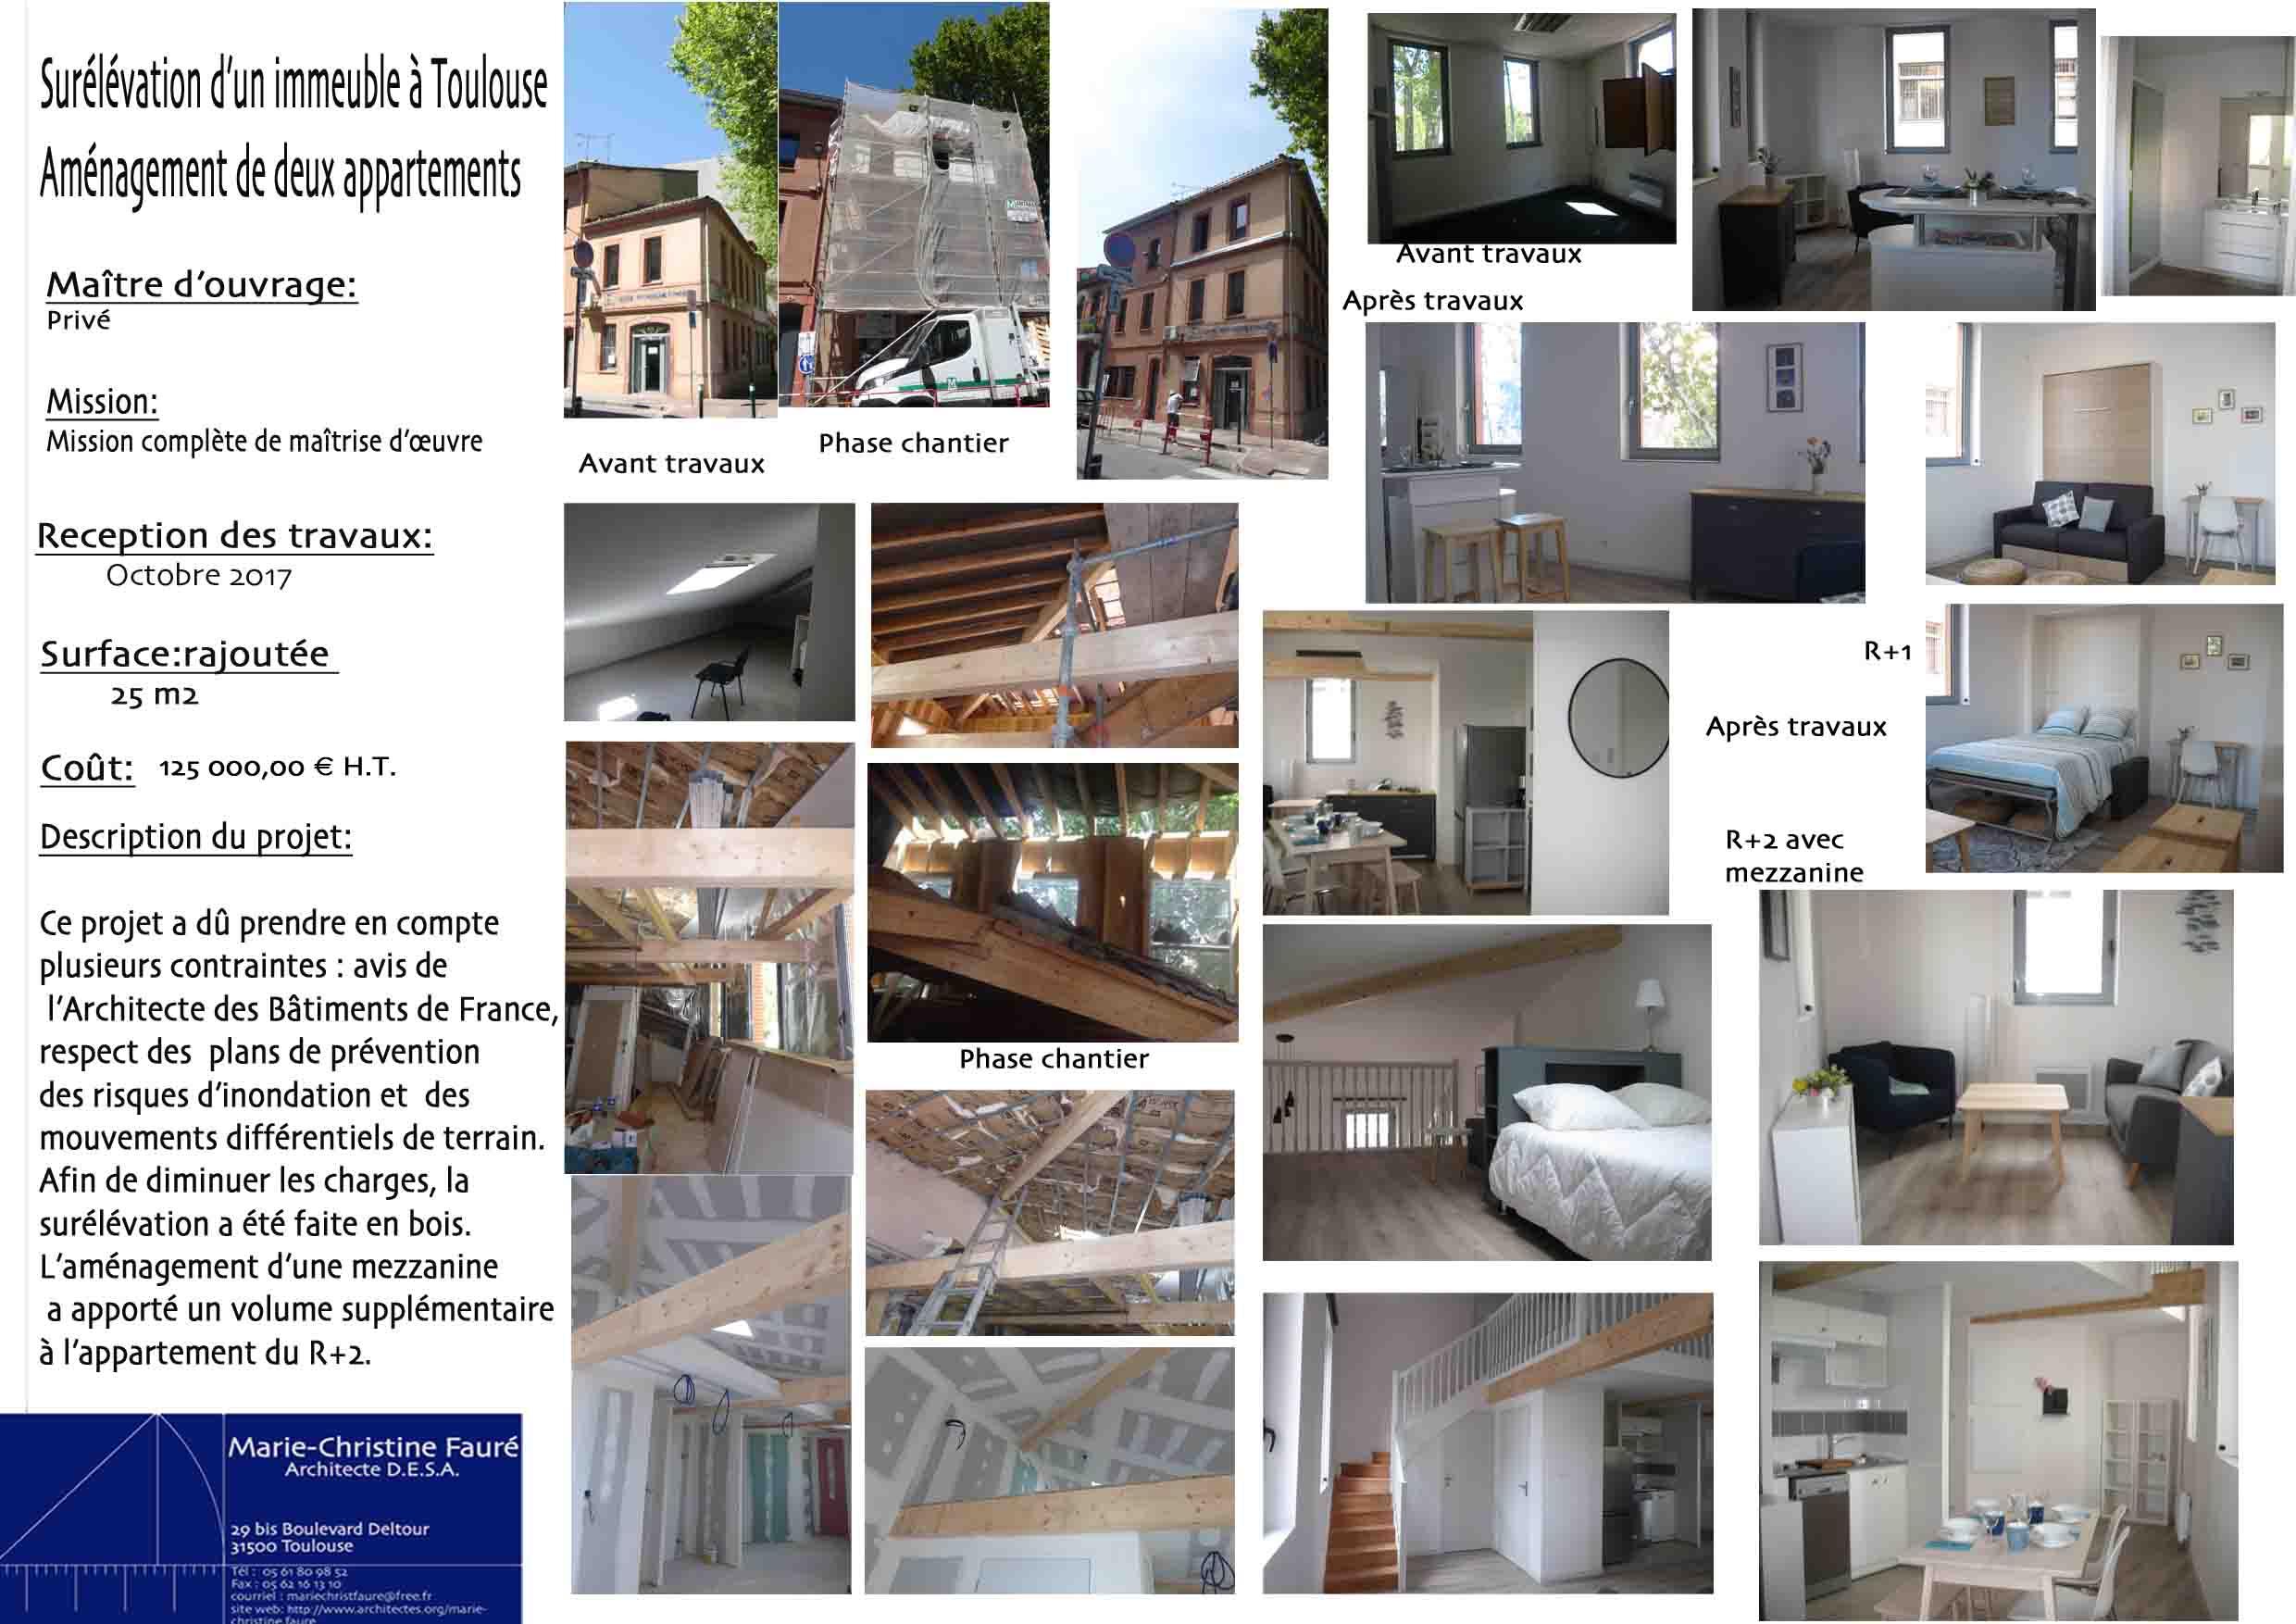 Surélévation d'un immeuble à Toulouse
Aménagement de deux appartements
Maître d'ouvrage:
Privé
Mission:
Mission complète de maîtrise d'œuvre
Reception des travaux:
Octobre 2017
Surface:rajoutée
25 m2
Coût: 125 000,00 € H.T.
Description du projet:
Ce projet a dû prendre en compte
plusieurs contraintes : avis de
l'Architecte des Bâtiments de France,
respect des plans de prévention
des risques d'inondation et des
mouvements différentiels de terrain.
Afin de diminuer les charges, la
surélévation a été faite en bois.
L'aménagement d'une mezzanine
a apporté un volume supplémentaire
à l'appartement du R+2.
Marie-Christine Fauré
Architecte D.E.S.A.
29 bis Boulevard Deltour
31500 Toulouse
Tél : 05 61 80 98 52
Fax : 05 62 16 13 10
courriel : mariechristfaure@free.fr
site web: http://www.architectes.org/marie-
christine faure
Avant travaux
Phase chantier
Phase chantier
Avant travaux
Après travaux
R+1
Après travaux
R+2 avec
mezzanine